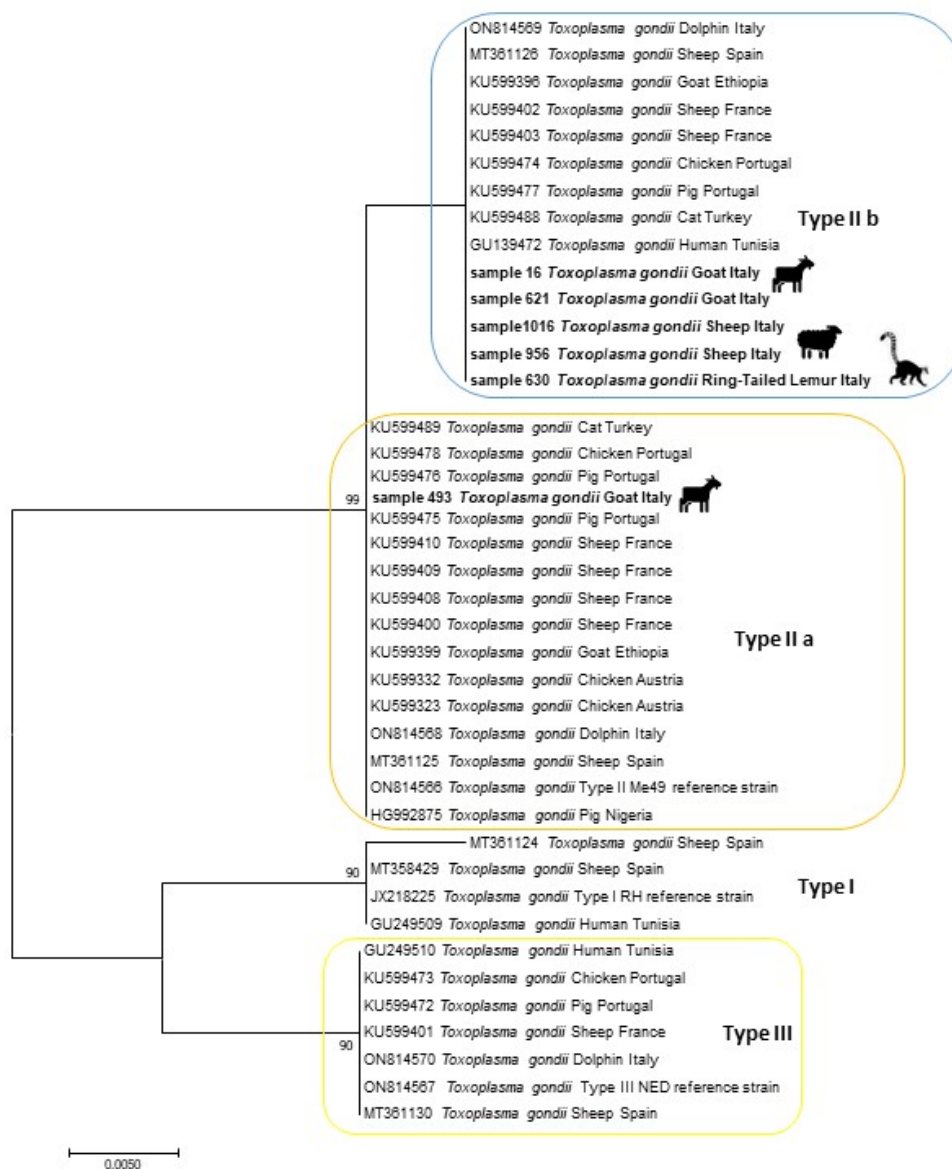 ON814569 Toxoplasma gondii Dolphin Italy
MT361126 Toxoplasma gondii Sheep Spain
KU599396 Toxoplasma gondii Goat Ethiopia
KU599402 Toxoplasma gondii Sheep France
KU599403 Toxoplasma gondii Sheep France
KU599474 Toxoplasma gondii Chicken Portugal
KU599477 Toxoplasma gondii Pig Portugal
KU599488 Toxoplasma gondii Cat Turkey
Type II b
GU139472 Toxoplasma gondii Human Tunisia
sample 16 Toxoplasma gondii Goat Italy
sample 621 Toxoplasma gondii Goat Italy
sample1016 Toxoplasma gondii Sheep Italy
sample 956 Toxoplasma gondii Sheep Italy
sample 630 Toxoplasma gondii Ring-Tailed Lemur Italy
KU599489 Toxoplasma gondii Cat Turkey
KU599478 Toxoplasma gondii Chicken Portugal
KU599476 Toxoplasma gondii Pig Portugal
99
sample 493 Toxoplasma gondii Goat Italy
KU599475 Toxoplasma gondii Pig Portugal
KU599410 Toxoplasma gondii Sheep France
KU599409 Toxoplasma gondii Sheep France
KU599408 Toxoplasma gondii Sheep France
KU599400 Toxoplasma gondii Sheep France
Type II a
KU599399 Toxoplasma gondii Goat Ethiopia
KU599332 Toxoplasma gondii Chicken Austria
KU599323 Toxoplasma gondii Chicken Austria
ON814568 Toxoplasma gondii Dolphin Italy
MT361125 Toxoplasma gondii Sheep Spain
ON814566 Toxoplasma gondii Type II Me49 reference strain
HG992875 Toxoplasma gondii Pig Nigeria
MT361124 Toxoplasma gondii Sheep Spain
90
MT358429 Toxoplasma gondii Sheep Spain
Type I
JX218225 Toxoplasma gondii Type I RH reference strain
GU249509 Toxoplasma gondii Human Tunisia
GU249510 Toxoplasma gondii Human Tunisia
KU599473 Toxoplasma gondii Chicken Portugal
KU599472 Toxoplasma gondii Pig Portugal
KU599401 Toxoplasma gondii Sheep France
Type III
90
ON814570 Toxoplasma gondii Dolphin Italy
ON814567 Toxoplasma gondii Type III NED reference strain
MT361130 Toxoplasma gondii Sheep Spain
0.0050